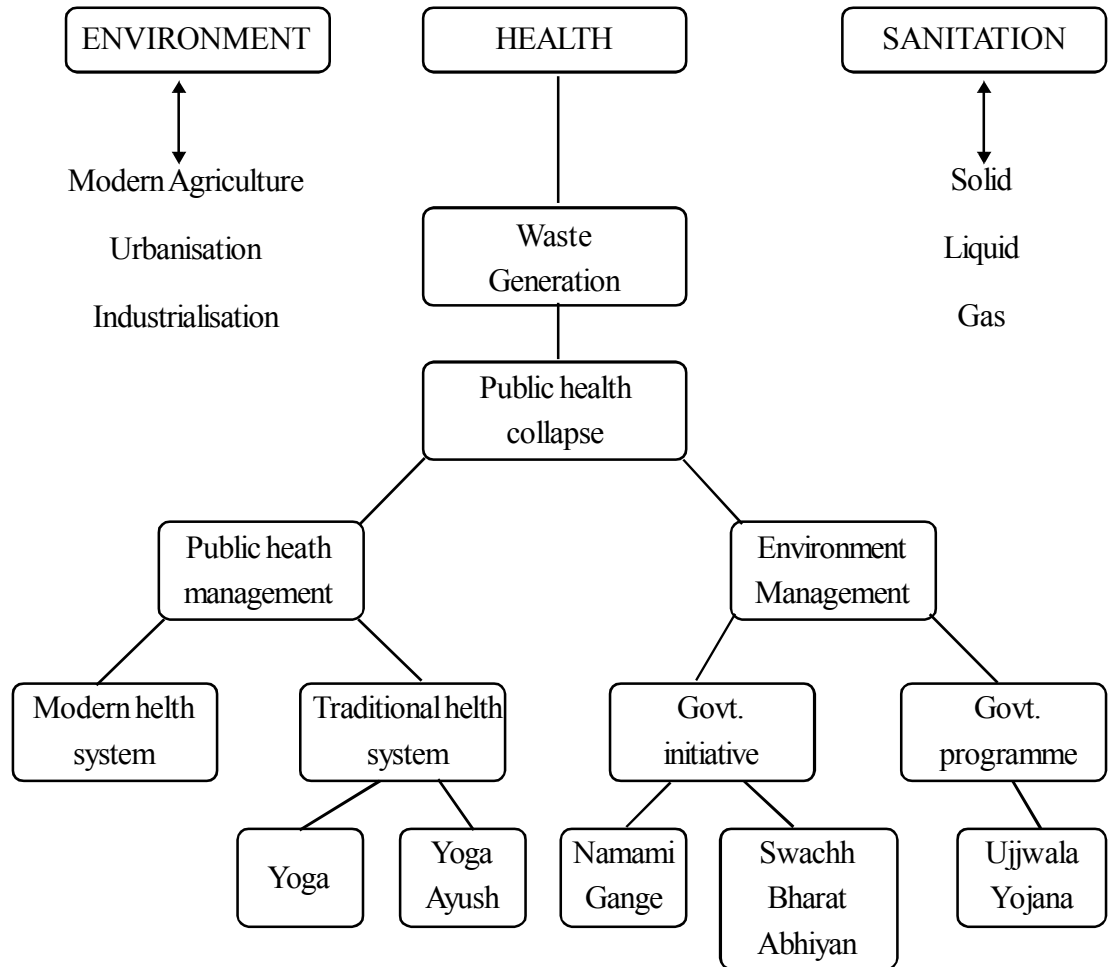 ENVIRONMENT
HEALTH
SANITATION
Modern Agriculture
Urbanisation
Industrialisation
Solid
Liquid
Gas
Waste
Generation
Public health
collapse
Public heath
management
Environment
Management
Modern helth
system
Traditional helth
system
Govt.
initiative
Govt.
programme
Yoga
Yoga
Ayush
Namami
Gange
Swachh
Bharat
Abhiyan
Ujjwala
Yojana